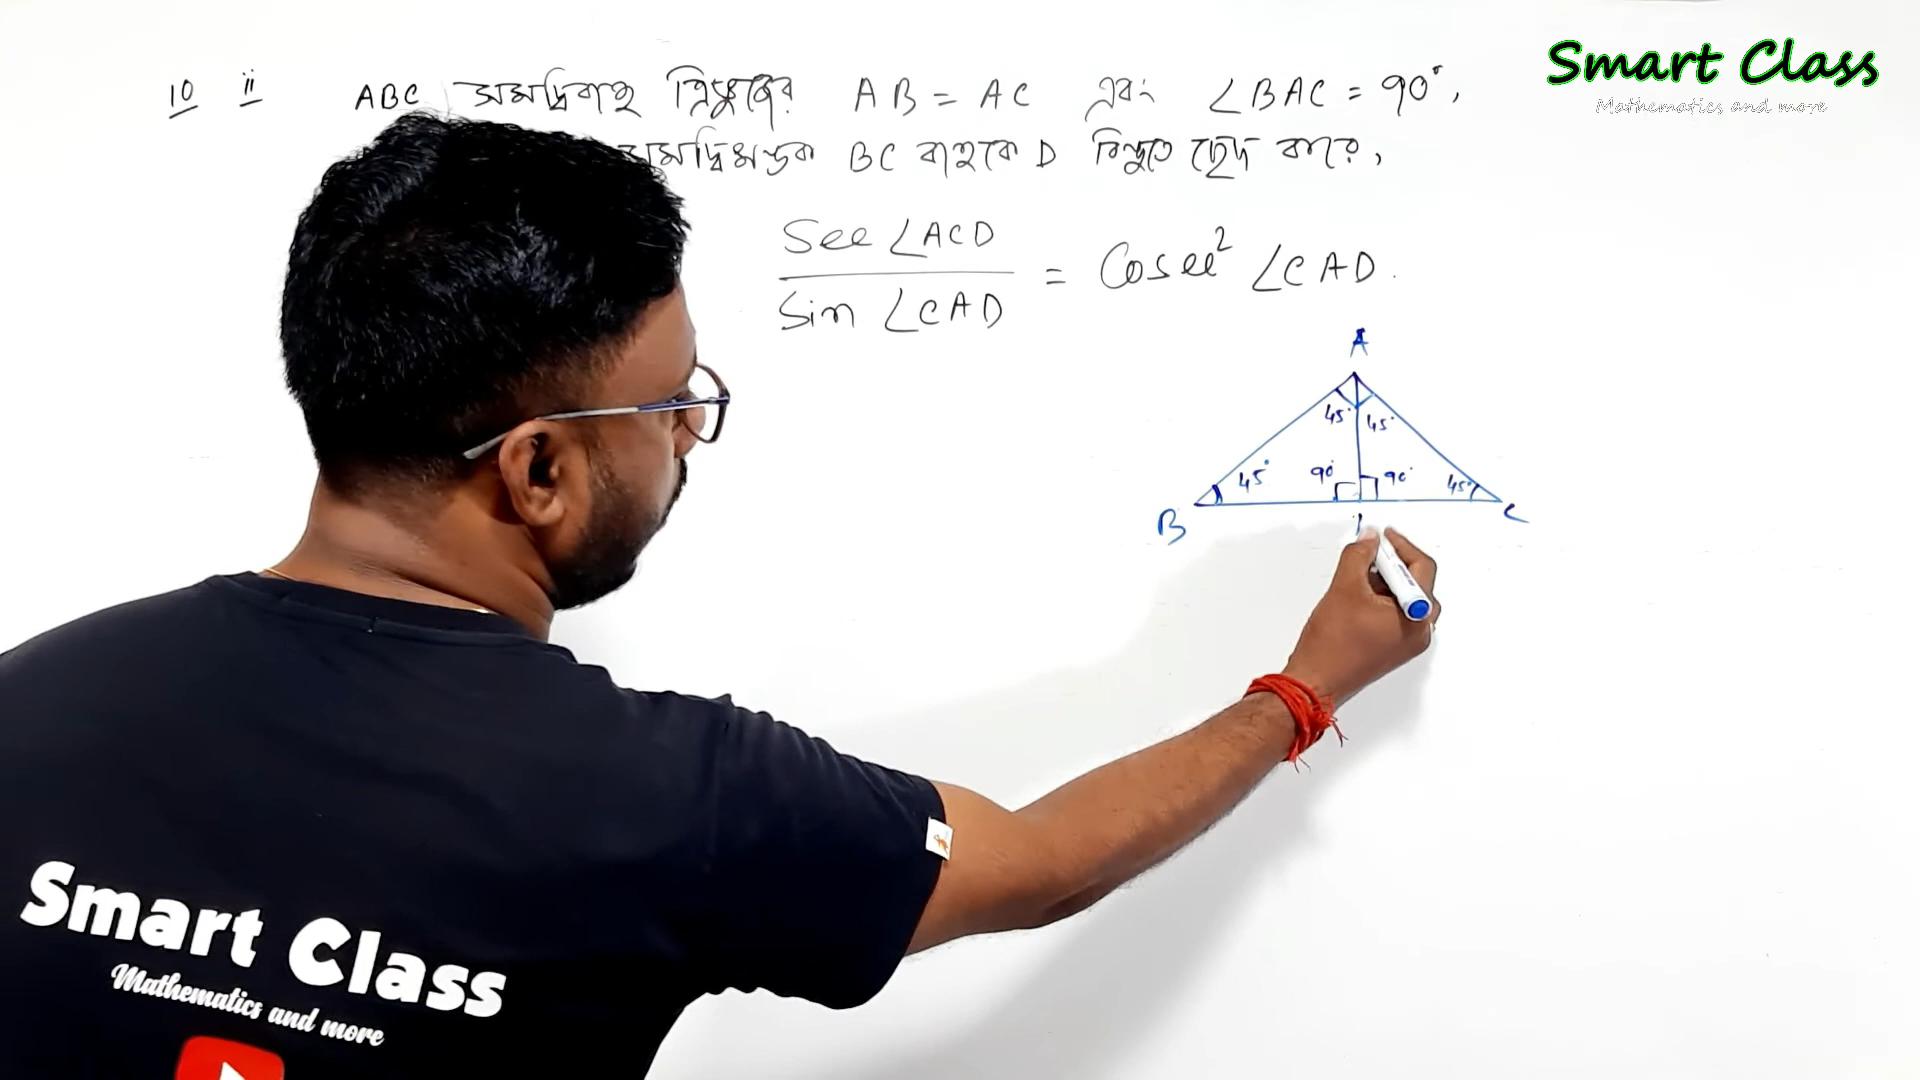 Smart Class
Mathematics and more
10 ii ABC সমদ্বিবাহু ত্রিভুজের AB = AC এবং ∠BAC = 90°,
সমদ্বিখণ্ডক BC বাহুকে D বিন্দুতে ছেদ করে,
Sec ∠ACD
= Cosec² ∠CAD.
Sin ∠CAD
A
45° 45°
45° 90° 90° 45°
B C
Smart Class
Mathematics and more